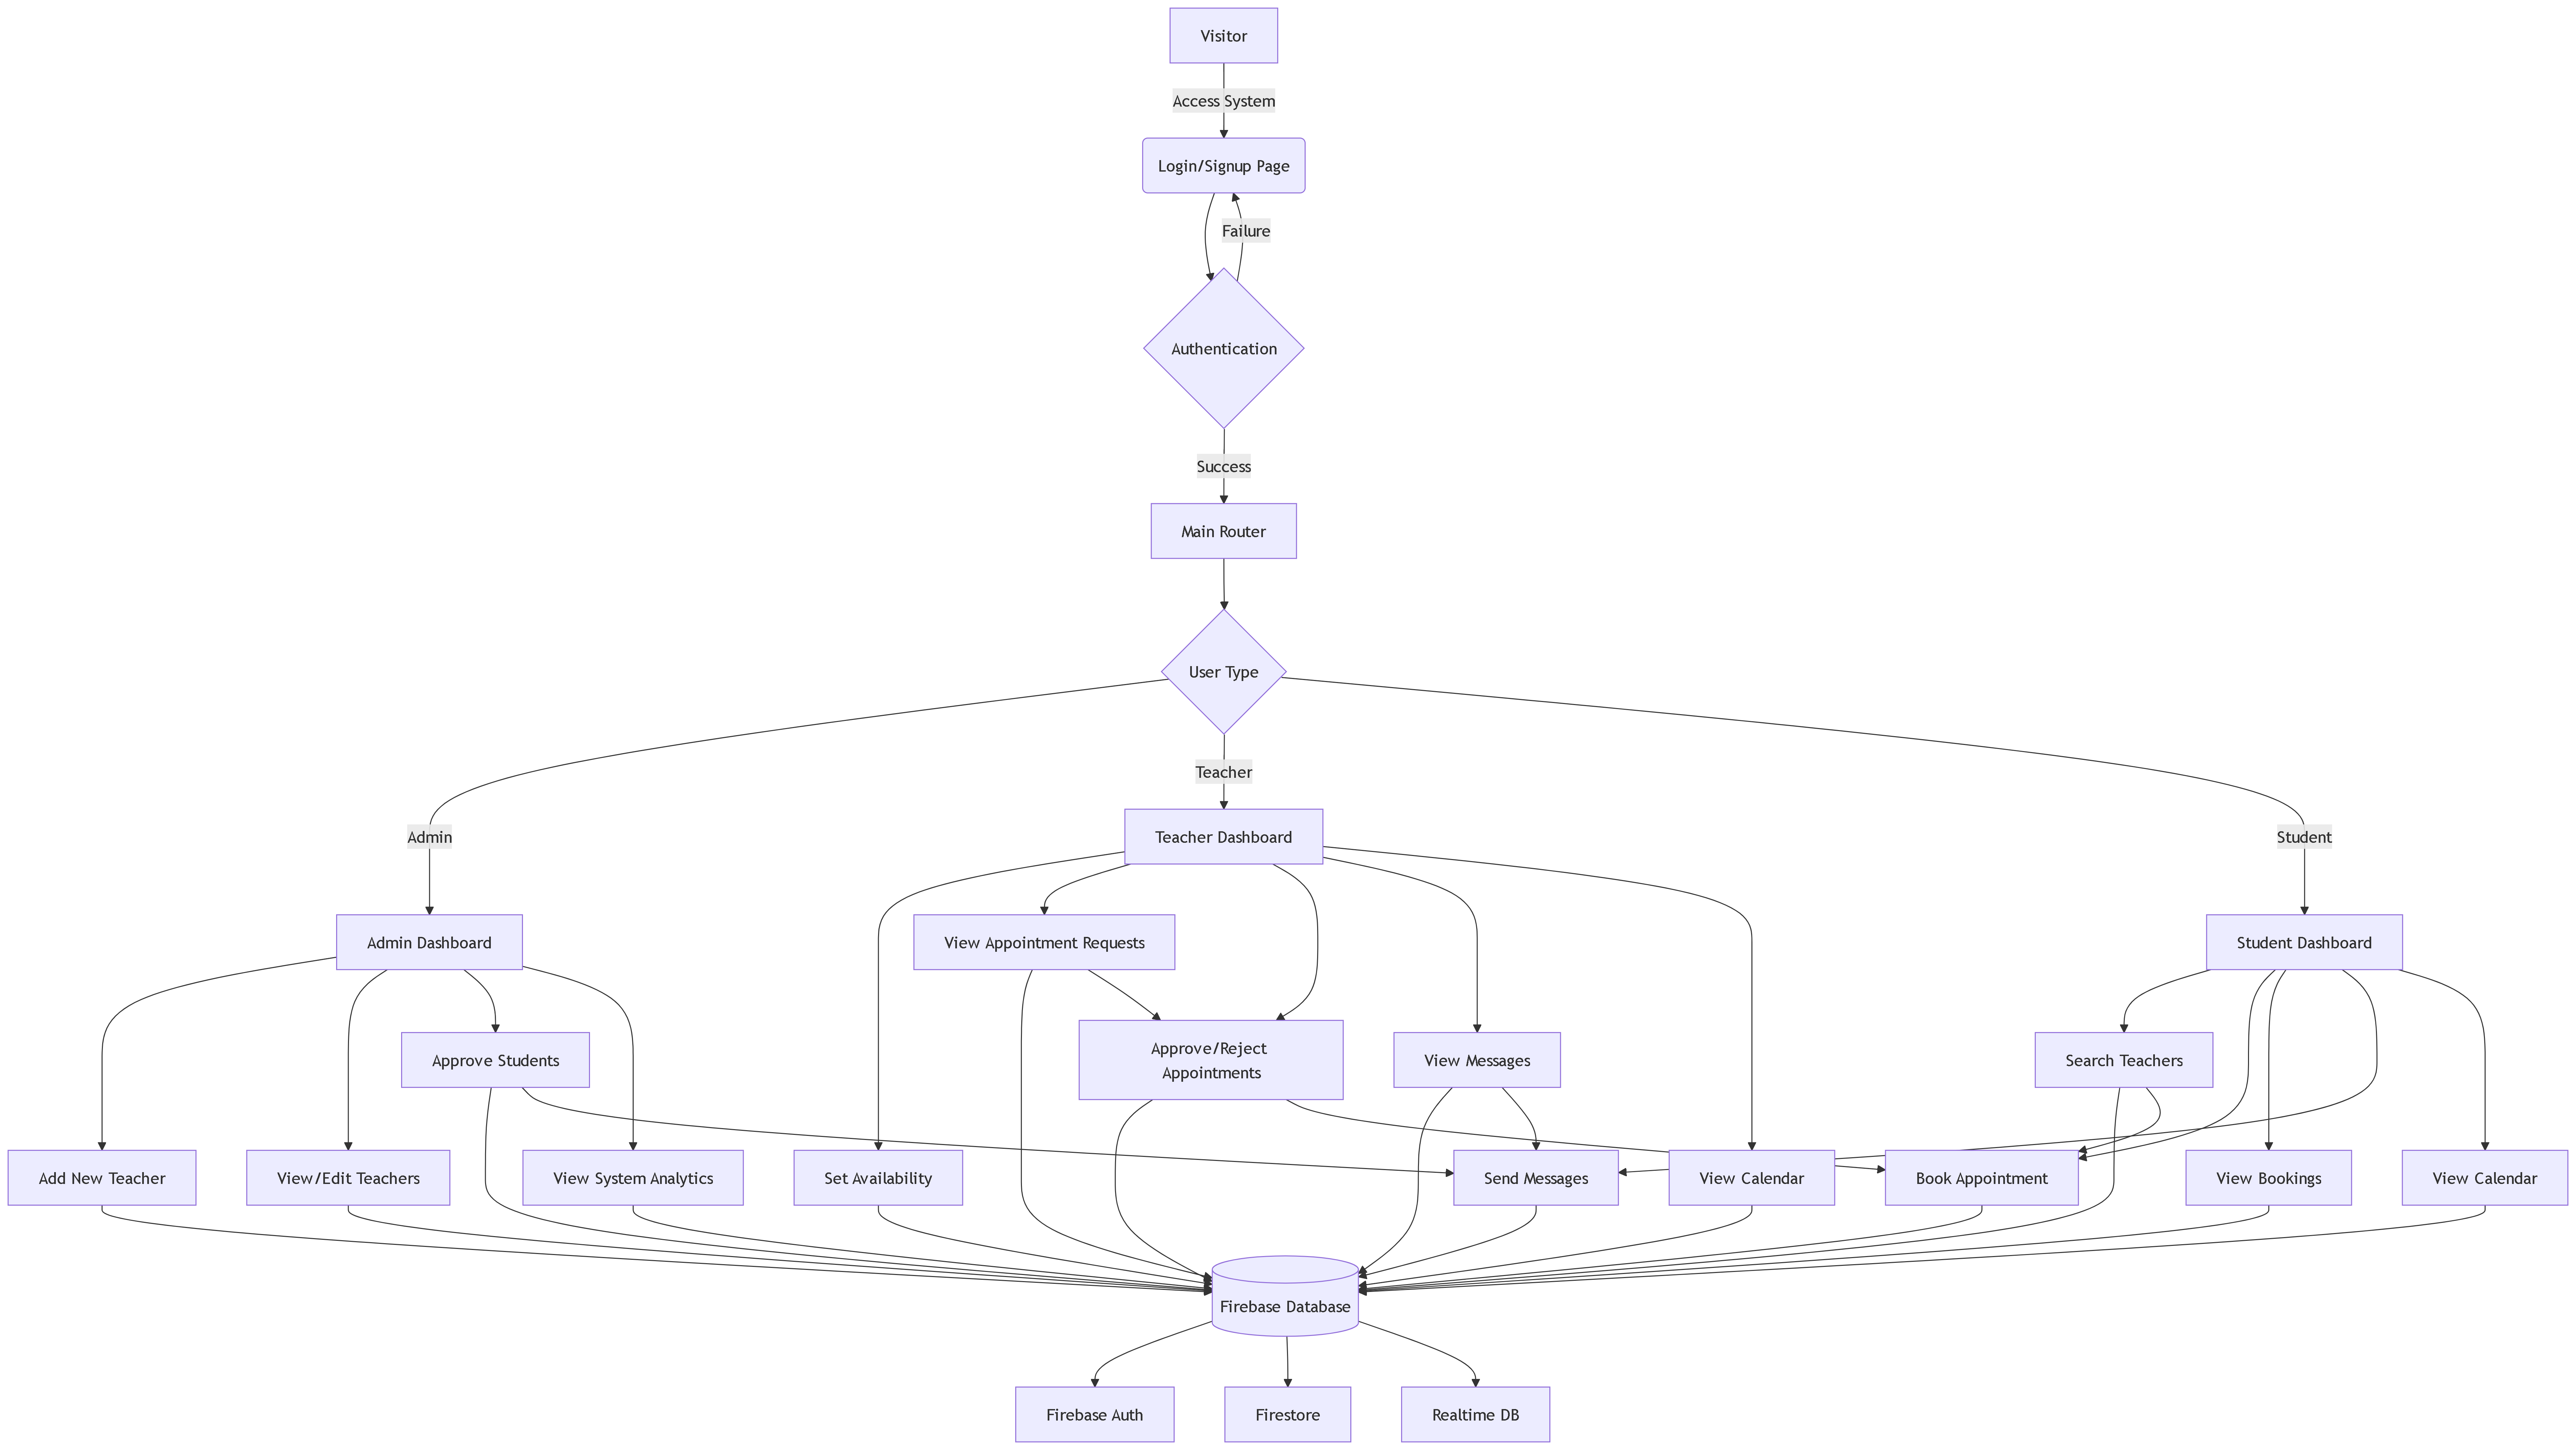 Visitor
Access System
Login/Signup Page
Failure
Authentication
Success
Main Router
User Type
Teacher
Admin
Teacher Dashboard
Student
Admin Dashboard
View Appointment Requests
Student Dashboard
Approve Students
Approve/Reject
Appointments
View Messages
Search Teachers
Add New Teacher
View/Edit Teachers
View System Analytics
Set Availability
Send Messages
View Calendar
Book Appointment
View Bookings
View Calendar
Firebase Database
Firebase Auth
Firestore
Realtime DB